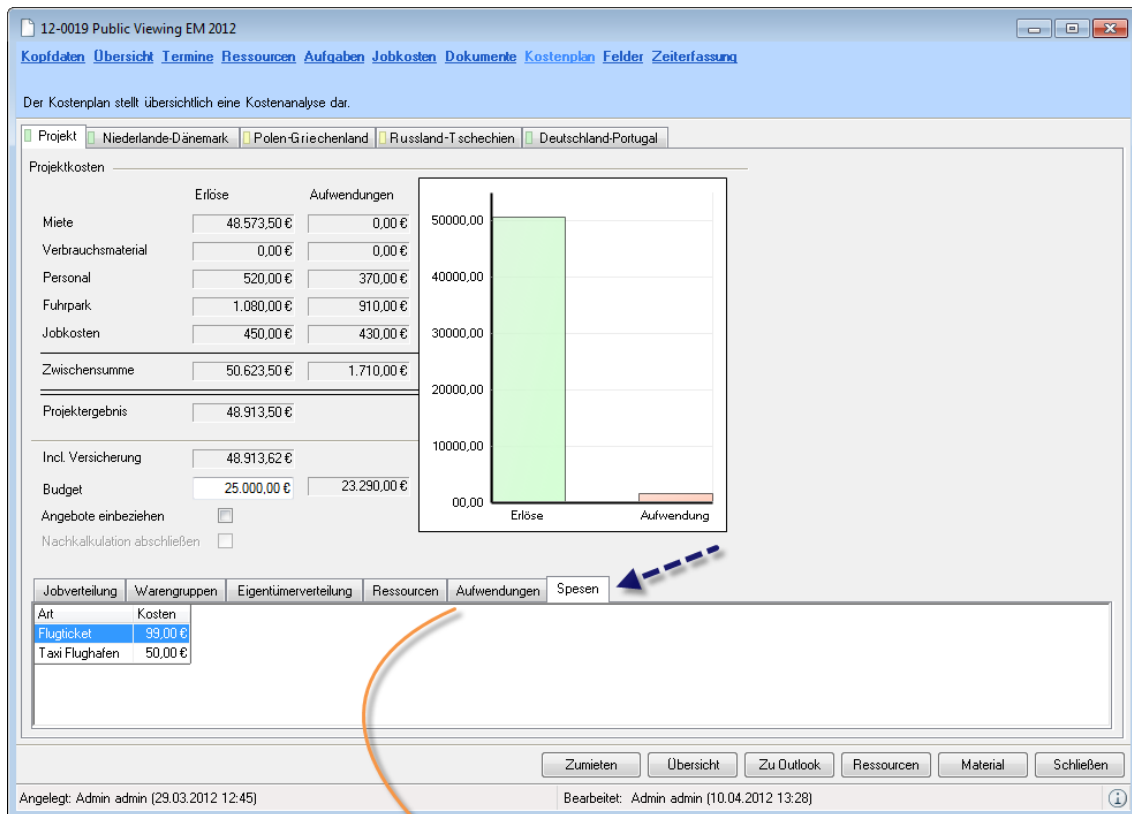 12-0019 Public Viewing EM 2012
Kopfdaten Übersicht Termine Ressourcen Aufgaben Jobkosten Dokumente Kostenplan Felder Zeiterfassung
Der Kostenplan stellt übersichtlich eine Kostenanalyse dar.
Projekt Niederlande-Dänemark Polen-Griechenland Russland-Tschechien Deutschland-Portugal
Projektkosten
Erlöse Aufwendungen
Miete 48.573,50 € 0,00 €
Verbrauchsmaterial 0,00 € 0,00 €
Personal 520,00 € 370,00 €
Fuhrpark 1.080,00 € 910,00 €
Jobkosten 450,00 € 430,00 €
Zwischensumme 50.623,50 € 1.710,00 €
Projektergebnis 48.913,50 €
Incl. Versicherung 48.913,62 €
Budget 25.000,00 € 23.290,00 €
Angebote einbeziehen
Nachkalkulation abschließen
50000,00
40000,00
30000,00
20000,00
10000,00
00,00
Erlöse Aufwendung
Jobverteilung Warengruppen Eigentümerverteilung Ressourcen Aufwendungen Spesen
Art Kosten
Flugticket 99,00 €
Taxi Flughafen 50,00 €
Zumieten Übersicht Zu Outlook Ressourcen Material Schließen
Angelegt: Admin admin (29.03.2012 12:45) Bearbeitet: Admin admin (10.04.2012 13:28)